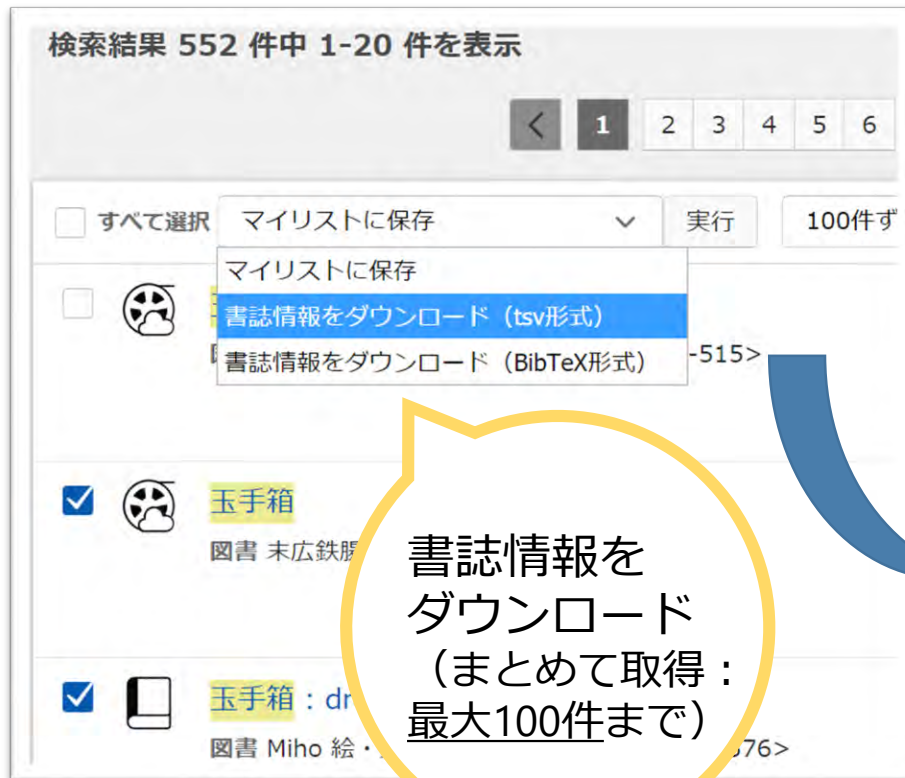 検索結果 552 件中 1-20 件を表示
1 2 3 4 5 6
すべて選択 マイリストに保存 実行 100件ず
マイリストに保存
書誌情報をダウンロード（tsv形式）
書誌情報をダウンロード（BibTeX形式）
-515>
玉手箱
図書 末広鉄腸
玉手箱 : dr
図書 Miho 絵・
76>
書誌情報を
ダウンロード
（まとめて取得：
最大100件まで）